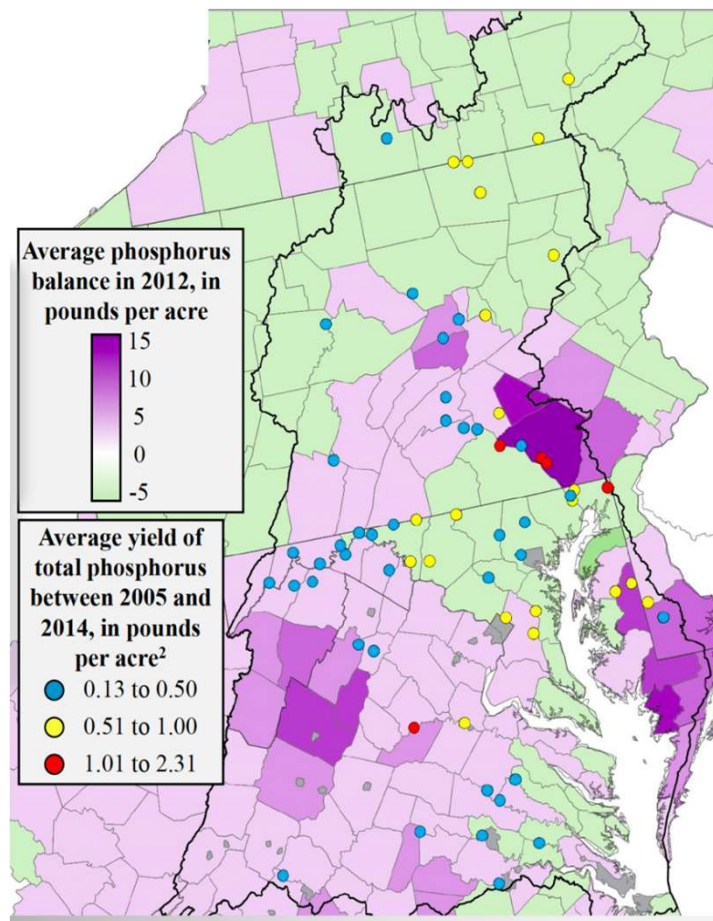 Average phosphorus
balance in 2012, in
pounds per acre
15
10
5
0
-5
Average yield of
total phosphorus
between 2005 and
2014, in pounds
per acre²
0.13 to 0.50
0.51 to 1.00
1.01 to 2.31